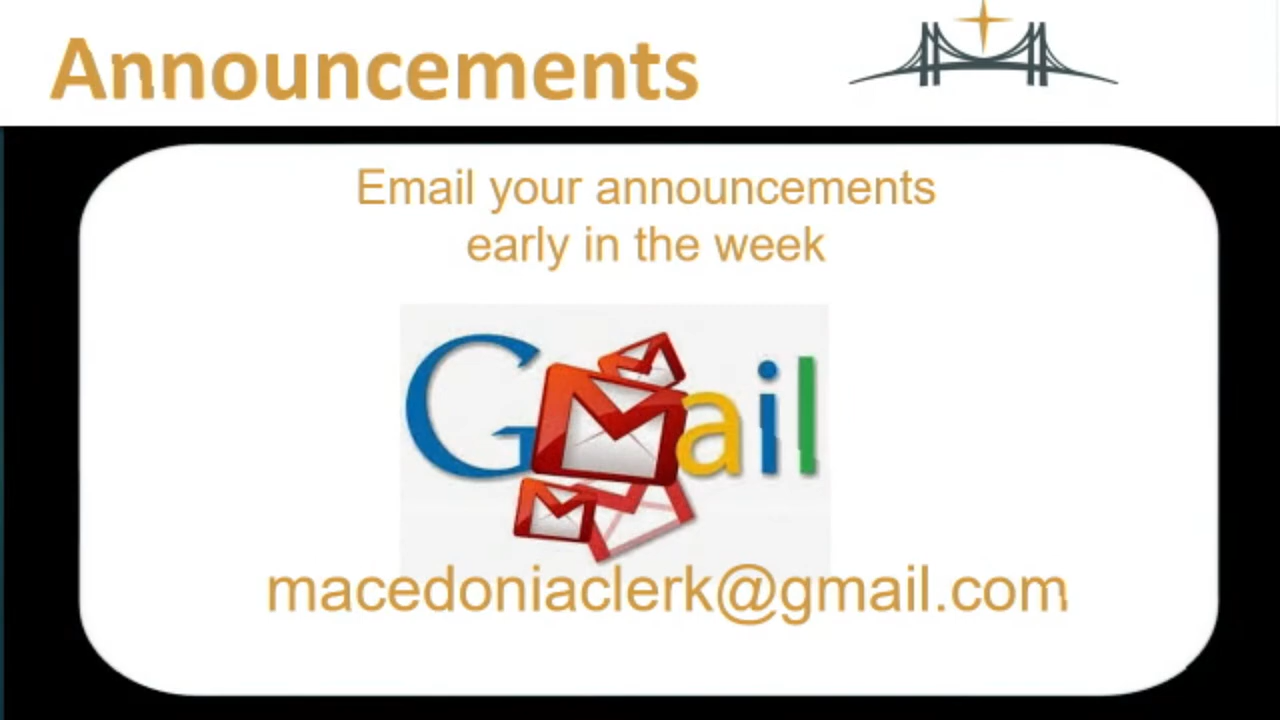 Announcements
Email your announcements
early in the week
Gmail
macedoniaclerk@gmail.com